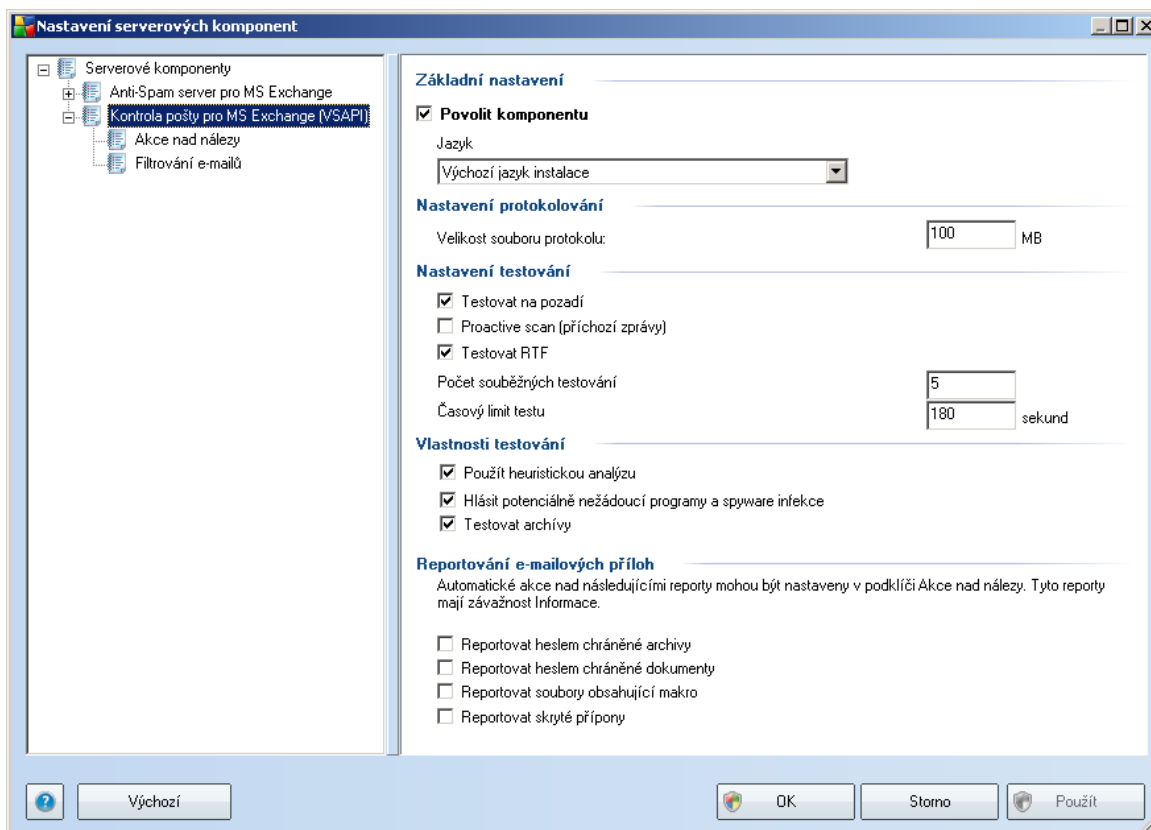 Nastavení serverových komponent
Serverové komponenty
Anti-Spam server pro MS Exchange
Kontrola pošty pro MS Exchange (VSAPI)
Akce nad nálezy
Filtrování e-mailů
Základní nastavení
Povolit komponentu
Jazyk
Výchozí jazyk instalace
Nastavení protokolování
Velikost souboru protokolu:
100
MB
Nastavení testování
Testovat na pozadí
Proactive scan (příchozí zprávy)
Testovat RTF
Počet souběžných testování
5
Časový limit testu
180
sekund
Vlastnosti testování
Použít heuristickou analýzu
Hlásit potenciálně nežádoucí programy a spyware infekce
Testovat archívy
Reportování e-mailových příloh
Automatické akce nad následujícími reporty mohou být nastaveny v podklíči Akce nad nálezy. Tyto reporty
mají závažnost Informace.
Reportovat heslem chráněné archivy
Reportovat heslem chráněné dokumenty
Reportovat soubory obsahující makro
Reportovat skryté přípony
?
Výchozí
OK
Storno
Použít